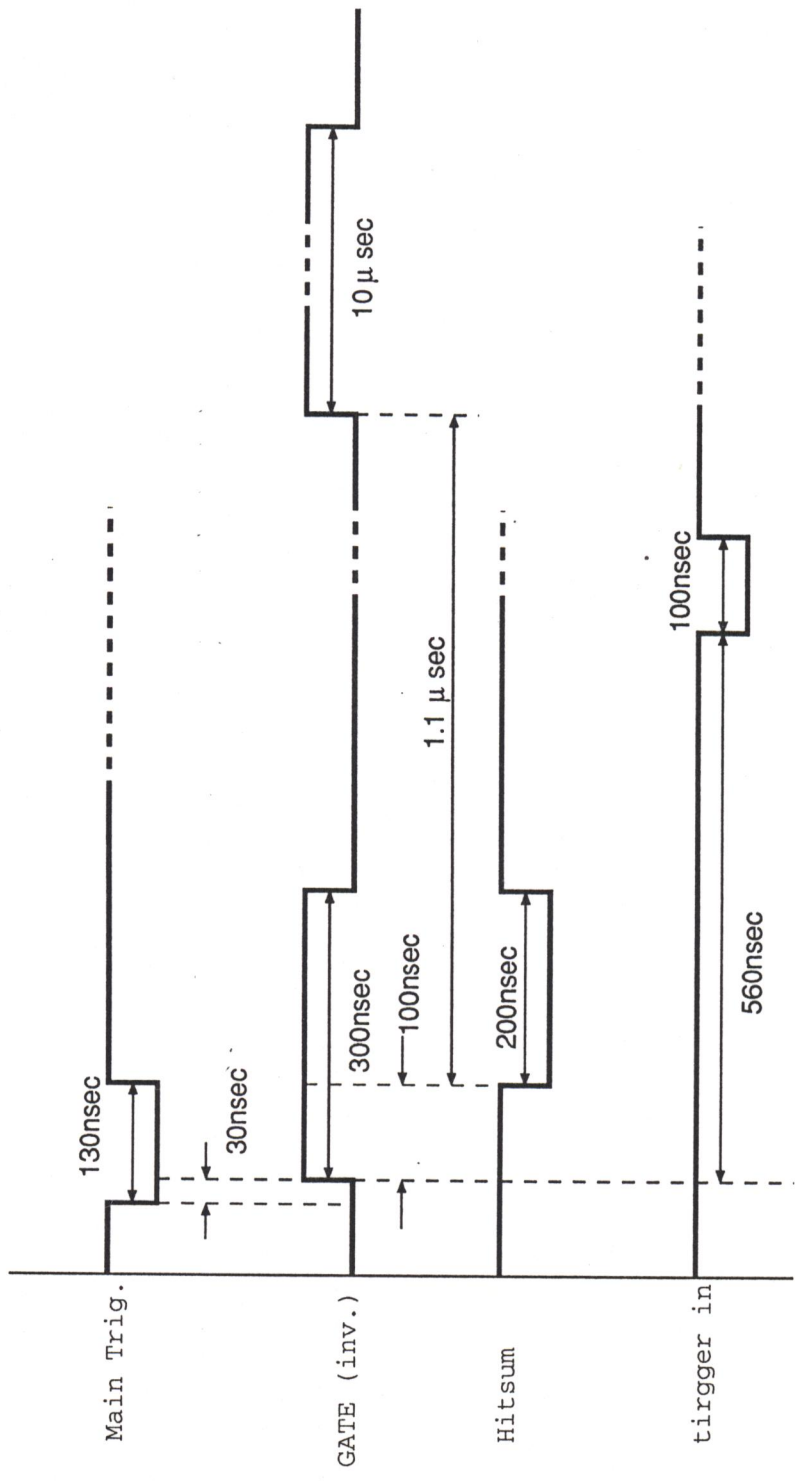 Main Trig.
130nsec
30nsec
GATE (inv.)
300nsec
10 µ sec
100nsec
1.1 µ sec
Hitsum
200nsec
tirgger in
100nsec
560nsec